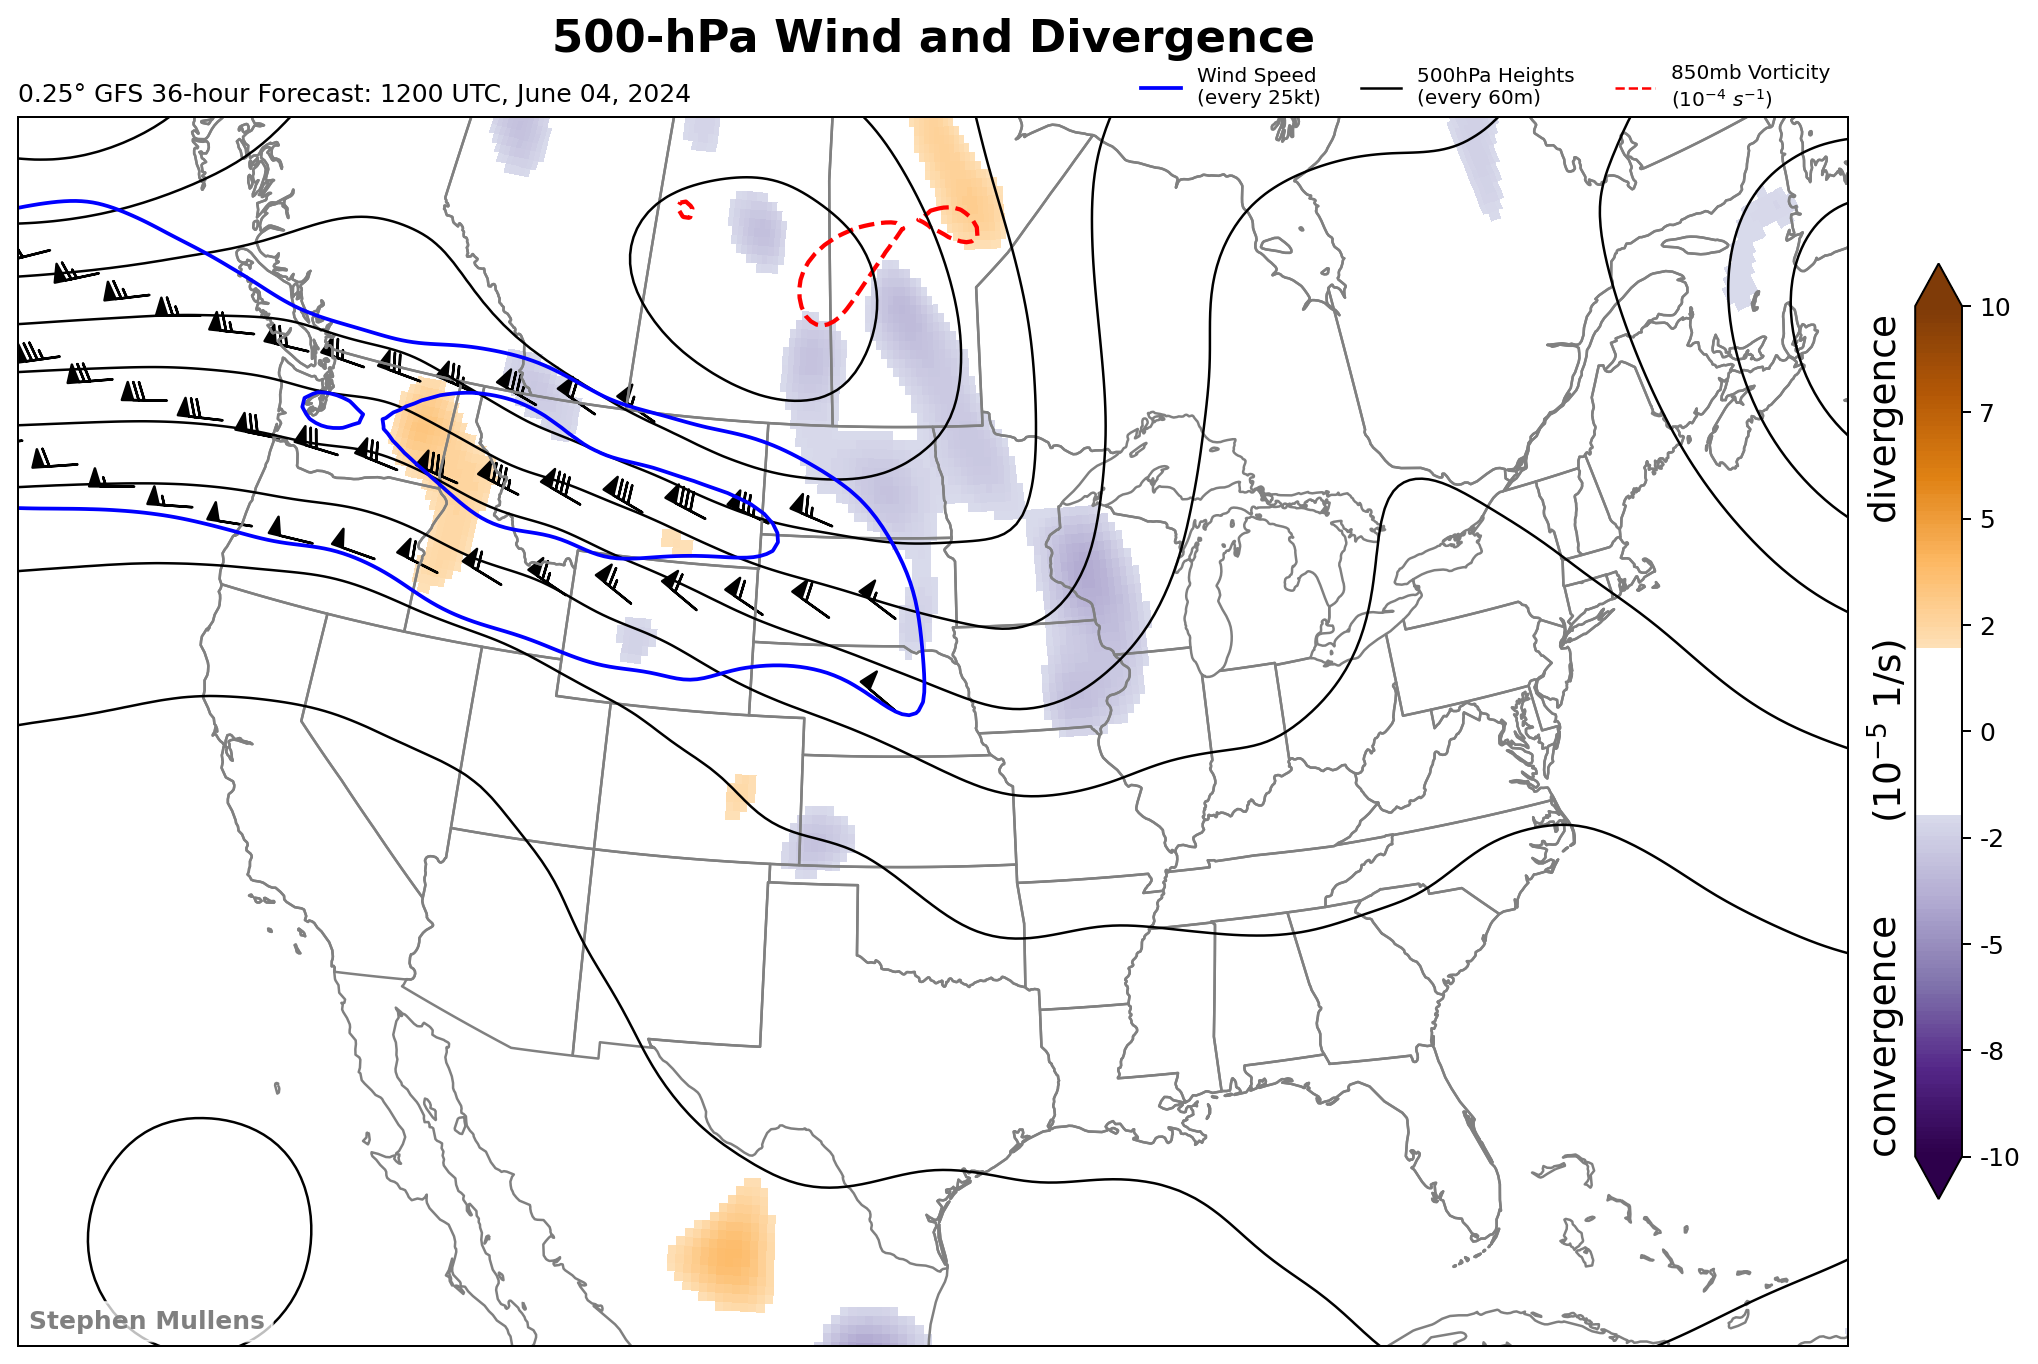 500-hPa Wind and Divergence
0.25° GFS 36-hour Forecast: 1200 UTC, June 04, 2024
Wind Speed
(every 25kt)
500hPa Heights
(every 60m)
850mb Vorticity
(10⁻⁴ s⁻¹)
10
7
5
2
0
-2
-5
-8
-10
convergence (10⁻⁵ 1/s) divergence
Stephen Mullens